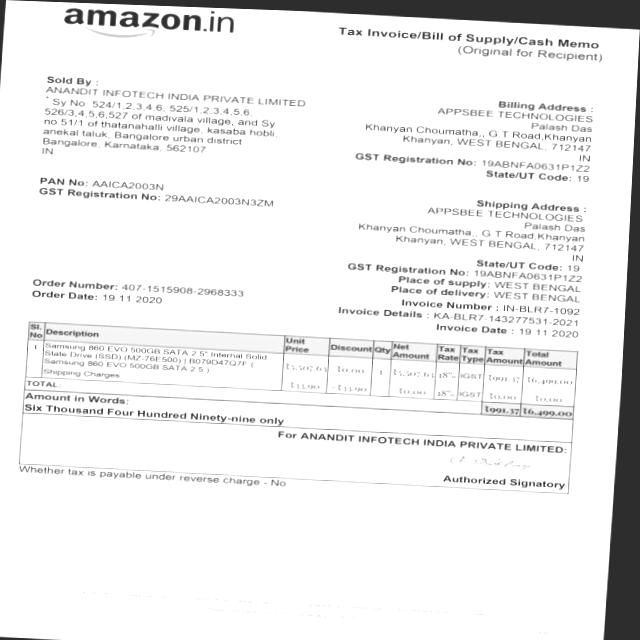 amazon.in
Tax Invoice/Bill of Supply/Cash Memo
(Original for Recipient)
Sold By :
ANANDIT INFOTECH INDIA PRIVATE LIMITED
* Sy No 524/1,2,3,4,6, 525/1,2,3,4,5,6,
526/3,4,5,6,527 of madivala village, and Sy
no 51/1 of thatanahalli village, kasaba hobli,
anekal taluk, Bangalore urban district
Bangalore, Karnataka, 562107
IN
Billing Address :
APPSBEE TECHNOLOGIES
Palash Das
Khanyan Choumatha,, G T Road,Khanyan
Khanyan, WEST BENGAL, 712147
IN
GST Registration No: 19ABNFA0631P1Z2
State/UT Code: 19
PAN No: AAICA2003N
GST Registration No: 29AAICA2003N3ZM
Shipping Address :
APPSBEE TECHNOLOGIES
Palash Das
Khanyan Choumatha,, G T Road,Khanyan
Khanyan, WEST BENGAL, 712147
IN
State/UT Code: 19
GST Registration No: 19ABNFA0631P1Z2
Place of supply: WEST BENGAL
Place of delivery: WEST BENGAL
Order Number: 407-1515908-2968333
Order Date: 19 11 2020
Invoice Number : IN-BLR7-1092
Invoice Details : KA-BLR7-143277531-2021
Invoice Date : 19 11 2020
Sl. No Description Unit Price Discount Qty Net Amount Tax Rate Tax Type Tax Amount Total Amount
1 Samsung 860 EVO 500GB SATA 2.5" Internal Solid
State Drive (SSD) (MZ-76E500) | B079D47Q7F (
Samsung 860 EVO 500GB SATA 2 5 )
₹5,507.63 ₹0.00 1 ₹5,507.63 18% IGST ₹991.37 ₹6,499.00
Shipping Charges ₹33.90 -₹33.90 ₹0.00 18% IGST ₹0.00 ₹0.00
TOTAL: ₹991.37 ₹6,499.00
Amount in Words:
Six Thousand Four Hundred Ninety-nine only
For ANANDIT INFOTECH INDIA PRIVATE LIMITED:
Authorized Signatory
Whether tax is payable under reverse charge - No